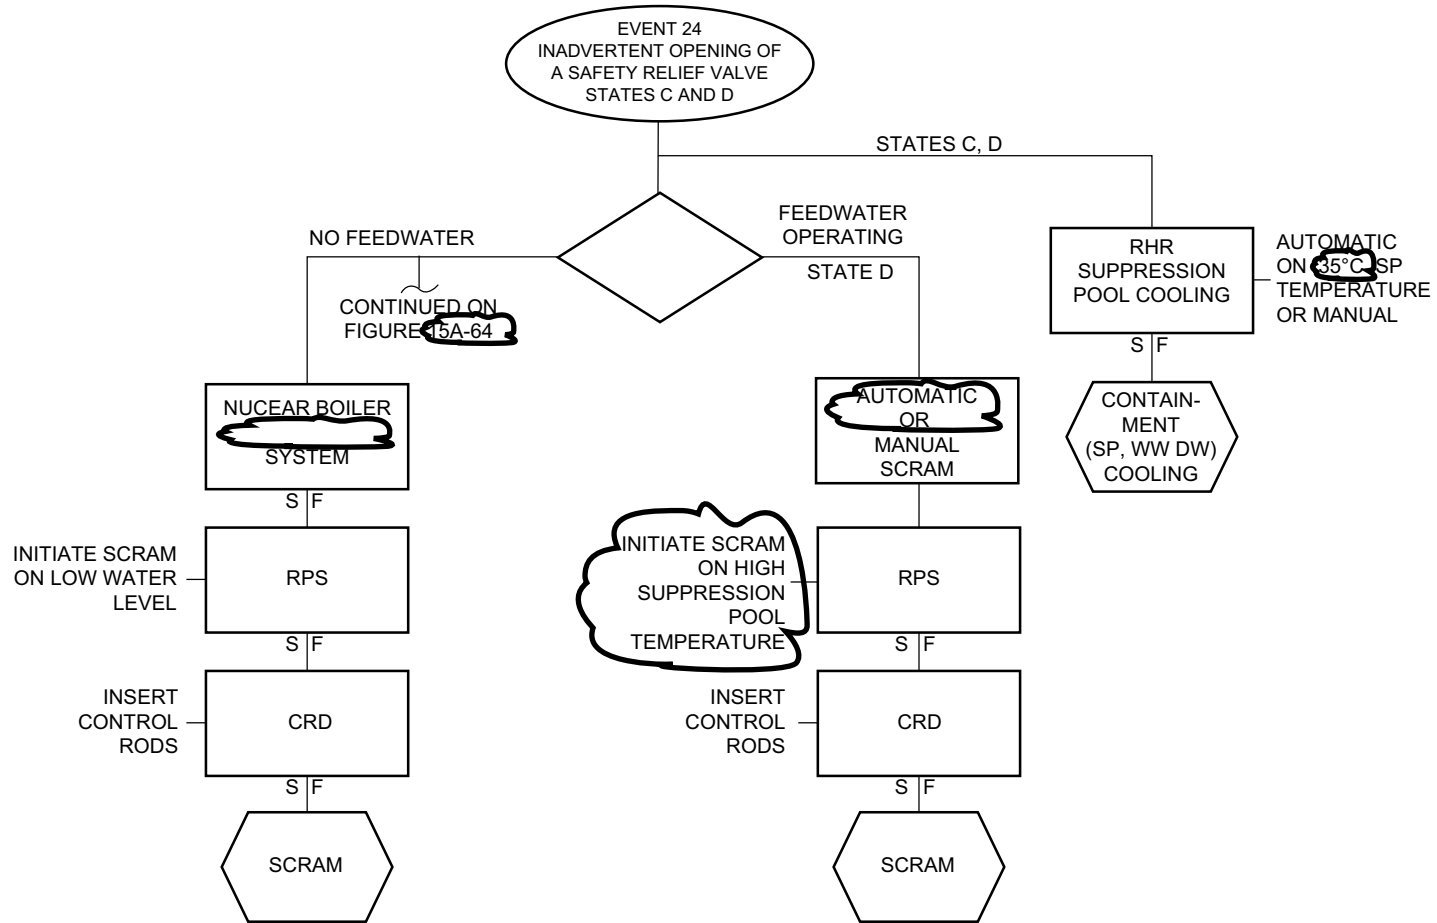 EVENT 24
INADVERTENT OPENING OF
A SAFETY RELIEF VALVE
STATES C AND D
STATES C, D
NO FEEDWATER
CONTINUED ON
FIGURE 15A-64
FEEDWATER
OPERATING
STATE D
RHR
SUPPRESSION
POOL COOLING
AUTOMATIC
ON 35°C SP
TEMPERATURE
OR MANUAL
S F
CONTAIN-
MENT
(SP, WW DW)
COOLING
NUCEAR BOILER
SYSTEM
S F
INITIATE SCRAM
ON LOW WATER
LEVEL
RPS
S F
INSERT
CONTROL
RODS
CRD
S F
SCRAM
AUTOMATIC
OR
MANUAL
SCRAM
INITIATE SCRAM
ON HIGH
SUPPRESSION
POOL
TEMPERATURE
RPS
S F
INSERT
CONTROL
RODS
CRD
S F
SCRAM